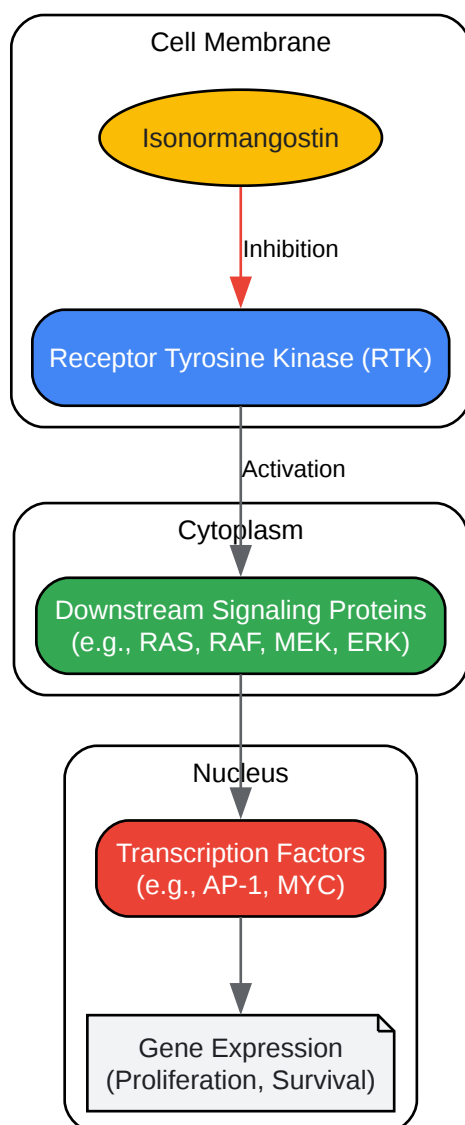 Cell Membrane
Isonormangostin
Inhibition
Receptor Tyrosine Kinase (RTK)
Activation
Cytoplasm
Downstream Signaling Proteins
(e.g., RAS, RAF, MEK, ERK)
Nucleus
Transcription Factors
(e.g., AP-1, MYC)
Gene Expression
(Proliferation, Survival)